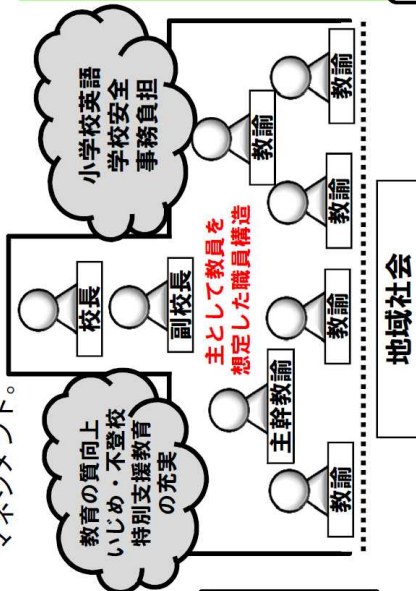 マネジメント。
教育の質向上
いじめ・不登校
特別支援教育
の充実
校長
副校長
小学校英語
学校安全
事務負担
主として教員を
想定した職員構造
主幹教諭
教諭
教諭
教諭
教諭
教諭
地域社会